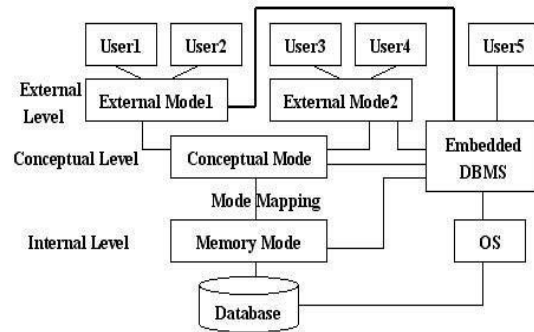 User1
User2
User3
User4
User5
External
Level
External Mode1
External Mode2
Conceptual Level
Conceptual Mode
Embedded
DBMS
Mode Mapping
Internal Level
Memory Mode
OS
Database